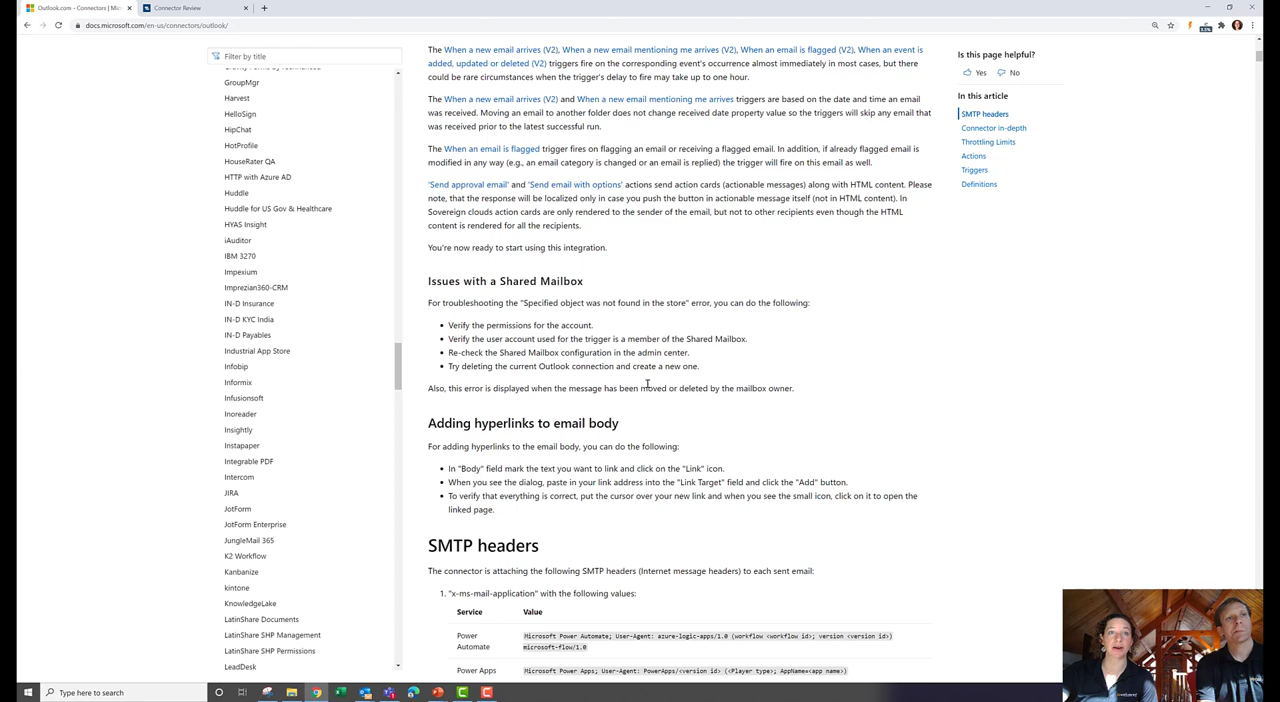 Outlook.com - Connectors | Mic
Connector Review
docs.microsoft.com/en-us/connectors/outlook/
Filter by title
GroupMgr
Harvest
HelloSign
HipChat
HotProfile
HouseRater QA
HTTP with Azure AD
Huddle
Huddle for US Gov & Healthcare
HYAS Insight
iAuditor
IBM 3270
Impexium
Imprezian360-CRM
IN-D Insurance
IN-D KYC India
IN-D Payables
Industrial App Store
Infobip
Informix
Infusionsoft
Inoreader
Insightly
Instapaper
Integrable PDF
Intercom
JIRA
JotForm
JotForm Enterprise
JungleMail 365
K2 Workflow
Kanbanize
kintone
KnowledgeLake
LatinShare Documents
LatinShare SHP Management
LatinShare SHP Permissions
LeadDesk
The When a new email arrives (V2), When a new email mentioning me arrives (V2), When an email is flagged (V2), When an event is
added, updated or deleted (V2) triggers fire on the corresponding event's occurrence almost immediately in most cases, but there
could be rare circumstances when the trigger's delay to fire may take up to one hour.
The When a new email arrives (V2) and When a new email mentioning me arrives triggers are based on the date and time an email
was received. Moving an email to another folder does not change received date property value so the triggers will skip any email that
was received prior to the latest successful run.
The When an email is flagged trigger fires on flagging an email or receiving a flagged email. In addition, if already flagged email is
modified in any way (e.g., an email category is changed or an email is replied) the trigger will fire on this email as well.
'Send approval email' and 'Send email with options' actions send action cards (actionable messages) along with HTML content. Please
note, that the response will be localized only in case you push the button in actionable message itself (not in HTML content). In
Sovereign clouds action cards are only rendered to the sender of the email, but not to other recipients even though the HTML
content is rendered for all the recipients.
You're now ready to start using this integration.
Issues with a Shared Mailbox
For troubleshooting the "Specified object was not found in the store" error, you can do the following:
• Verify the permissions for the account.
• Verify the user account used for the trigger is a member of the Shared Mailbox.
• Re-check the Shared Mailbox configuration in the admin center.
• Try deleting the current Outlook connection and create a new one.
Also, this error is displayed when the message has been moved or deleted by the mailbox owner.
Adding hyperlinks to email body
For adding hyperlinks to the email body, you can do the following:
• In "Body" field mark the text you want to link and click on the "Link" icon.
• When you see the dialog, paste in your link address into the "Link Target" field and click the "Add" button.
• To verify that everything is correct, put the cursor over your new link and when you see the small icon, click on it to open the
linked page.
SMTP headers
The connector is attaching the following SMTP headers (Internet message headers) to each sent email:
1. "x-ms-mail-application" with the following values:
Service Value
Power Automate Microsoft Power Automate; User-Agent: azure-logic-apps/1.0 (workflow <workflow id>; version <version id>)
microsoft-flow/1.0
Power Apps Microsoft Power Apps; User-Agent: PowerApps/<version id> (<Player type>; AppName=<app name>)
Is this page helpful?
Yes No
In this article
SMTP headers
Connector in-depth
Throttling Limits
Actions
Triggers
Definitions
Type here to search